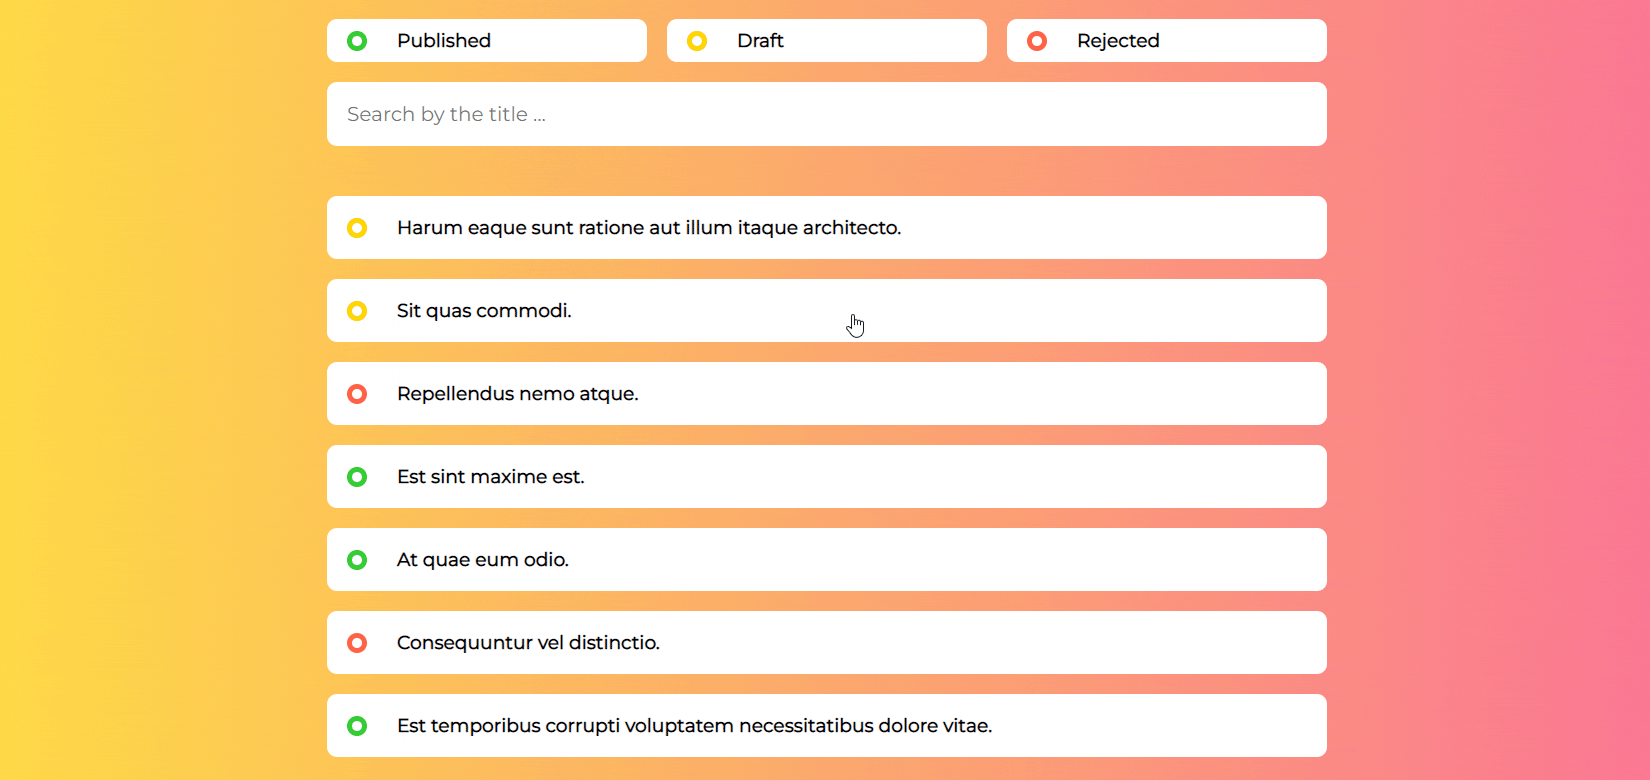 Published
Draft
Rejected
Search by the title ...
Harum eaque sunt ratione aut illum itaque architecto.
Sit quas commodi.
Repellendus nemo atque.
Est sint maxime est.
At quae eum odio.
Consequuntur vel distinctio.
Est temporibus corrupti voluptatem necessitatibus dolore vitae.